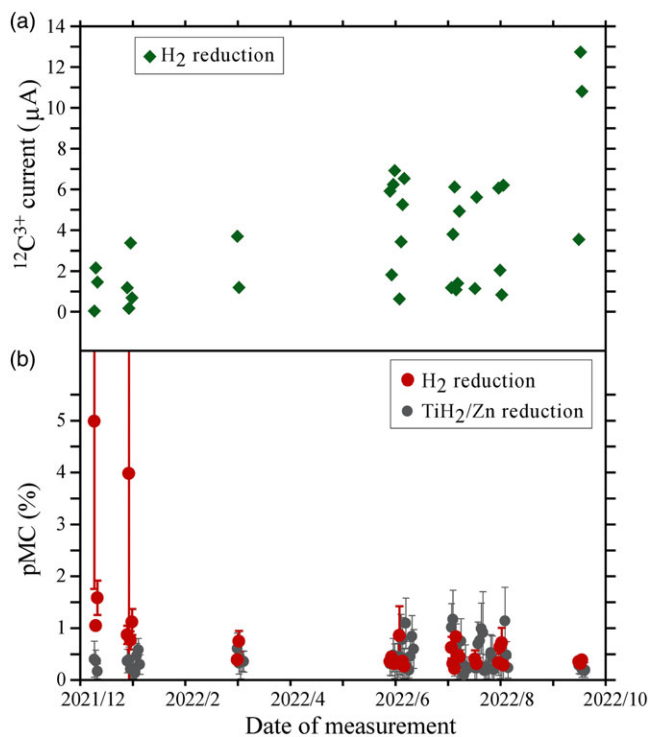 (a)
14
12
10
8
6
4
2
0
¹²C³⁺ current (μA)
H₂ reduction
(b)
5
4
3
2
1
0
pMC (%)
H₂ reduction
TiH₂/Zn reduction
2021/12 2022/2 2022/4 2022/6 2022/8 2022/10
Date of measurement